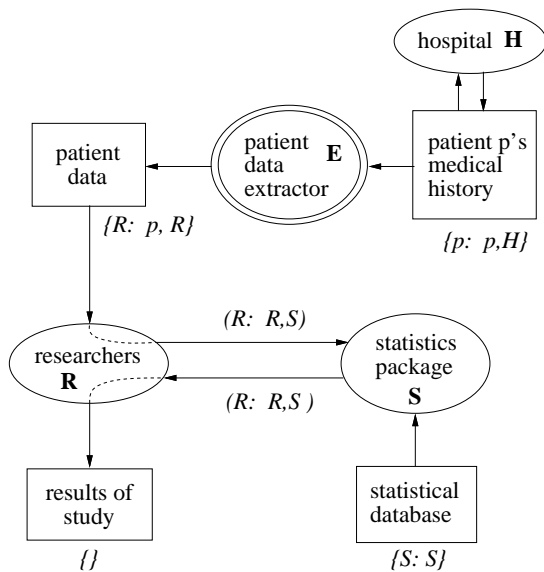 hospital H
patient
data
patient E
data
extractor
patient p's
medical
history
{R: p, R}
{p: p,H}
(R: R,S)
researchers
R
statistics
package
S
(R: R,S )
results of
study
statistical
database
{}
{S: S}